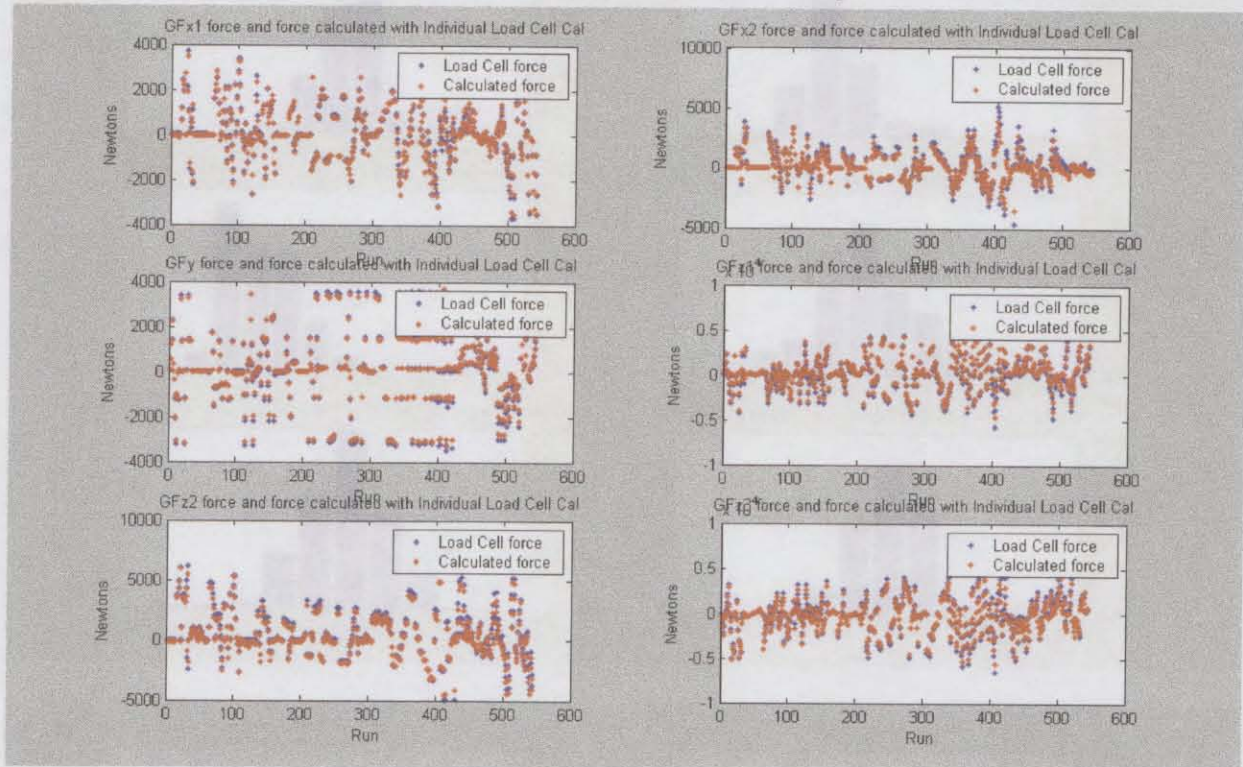 GFx1 force and force calculated with Individual Load Cell Cal
4000
2000
0
-2000
-4000
Newtons
Load Cell force
Calculated force
0 100 200 300 400 500 600
Run
GFx2 force and force calculated with Individual Load Cell Cal
10000
5000
0
-5000
Newtons
Load Cell force
Calculated force
0 100 200 300 400 500 600
Run
GFy force and force calculated with Individual Load Cell Cal
4000
2000
0
-2000
-4000
Newtons
Load Cell force
Calculated force
0 100 200 300 400 500 600
Run
force and force calculated with Individual Load Cell Cal
1
0.5
0
-0.5
-1
Newtons
Load Cell force
Calculated force
0 100 200 300 400 500 600
Run
GFz2 force and force calculated with Individual Load Cell Cal
10000
5000
0
-5000
Newtons
Load Cell force
Calculated force
0 100 200 300 400 500 600
Run
force and force calculated with Individual Load Cell Cal
1
0.5
0
-0.5
-1
Newtons
Load Cell force
Calculated force
0 100 200 300 400 500 600
Run